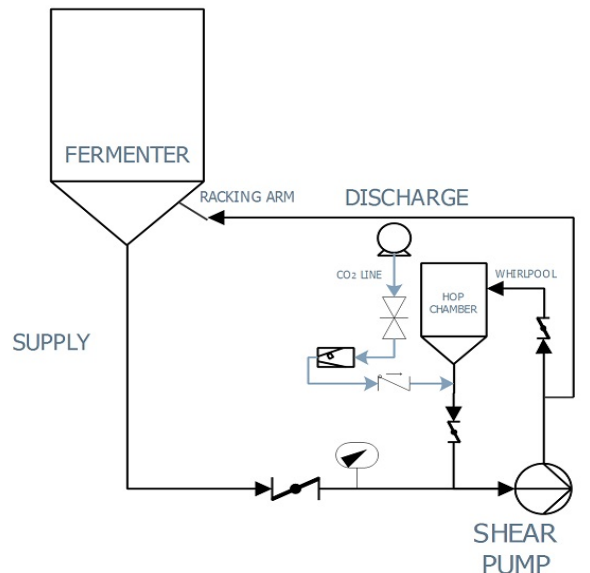 FERMENTER
RACKING ARM
DISCHARGE
CO₂ LINE
WHIRLPOOL
HOP
CHAMBER
SUPPLY
SHEAR
PUMP